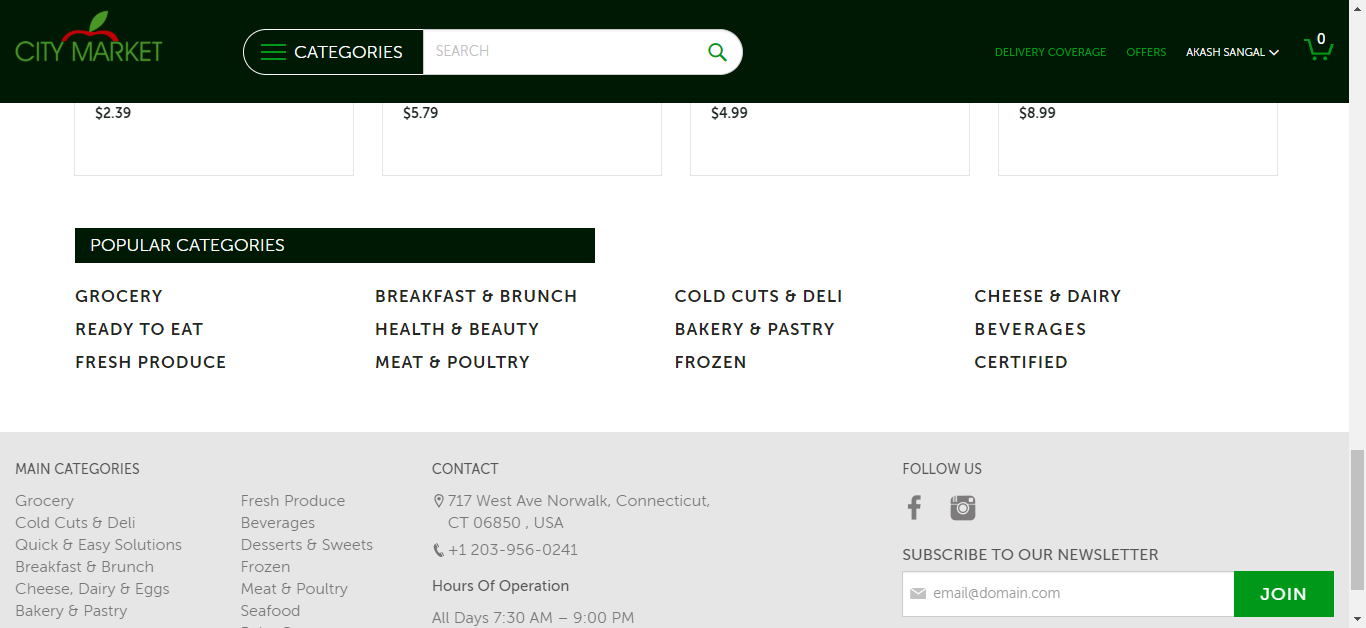 CITY MARKET
CATEGORIES
SEARCH
DELIVERY COVERAGE
OFFERS
AKASH SANGAL
0
$2.39
$5.79
$4.99
$8.99
POPULAR CATEGORIES
GROCERY
BREAKFAST & BRUNCH
COLD CUTS & DELI
CHEESE & DAIRY
READY TO EAT
HEALTH & BEAUTY
BAKERY & PASTRY
BEVERAGES
FRESH PRODUCE
MEAT & POULTRY
FROZEN
CERTIFIED
MAIN CATEGORIES
Grocery
Cold Cuts & Deli
Quick & Easy Solutions
Breakfast & Brunch
Cheese, Dairy & Eggs
Bakery & Pastry
Fresh Produce
Beverages
Desserts & Sweets
Frozen
Meat & Poultry
Seafood
CONTACT
717 West Ave Norwalk, Connecticut,
CT 06850 , USA
+1 203-956-0241
Hours Of Operation
All Days 7:30 AM – 9:00 PM
FOLLOW US
SUBSCRIBE TO OUR NEWSLETTER
email@domain.com
JOIN